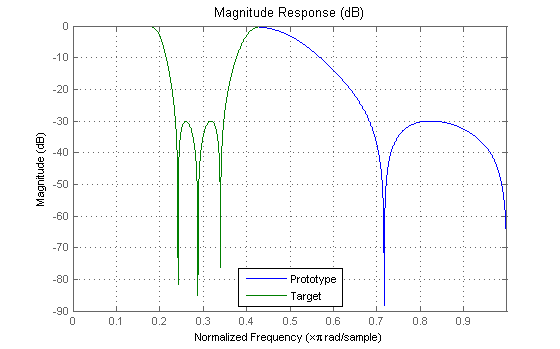 Magnitude Response (dB)
0
-10
-20
-30
-40
-50
-60
-70
-80
-90
Magnitude (dB)
Prototype
Target
0 0.1 0.2 0.3 0.4 0.5 0.6 0.7 0.8 0.9
Normalized Frequency (×π rad/sample)